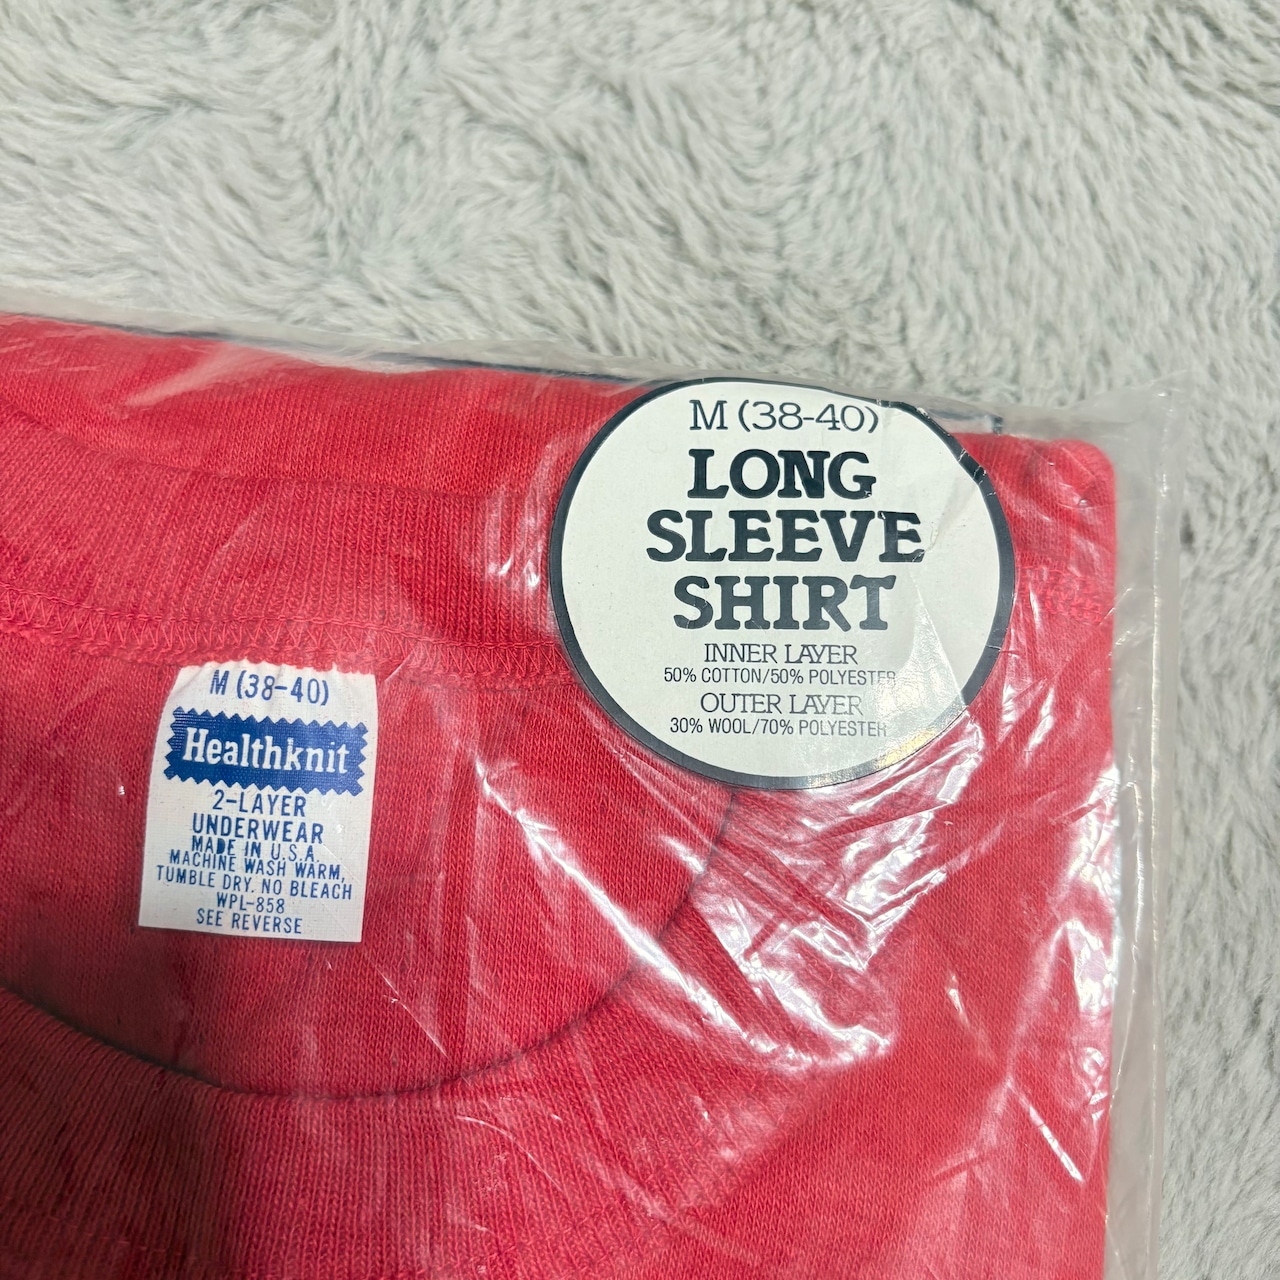 M (38-40)
LONG
SLEEVE
SHIRT
INNER LAYER
50% COTTON/50% POLYESTER
OUTER LAYER
30% WOOL/70% POLYESTER
M (38-40)
Healthknit
2-LAYER
UNDERWEAR
MADE IN U.S.A.
MACHINE WASH WARM,
TUMBLE DRY. NO BLEACH
WPL-858
SEE REVERSE